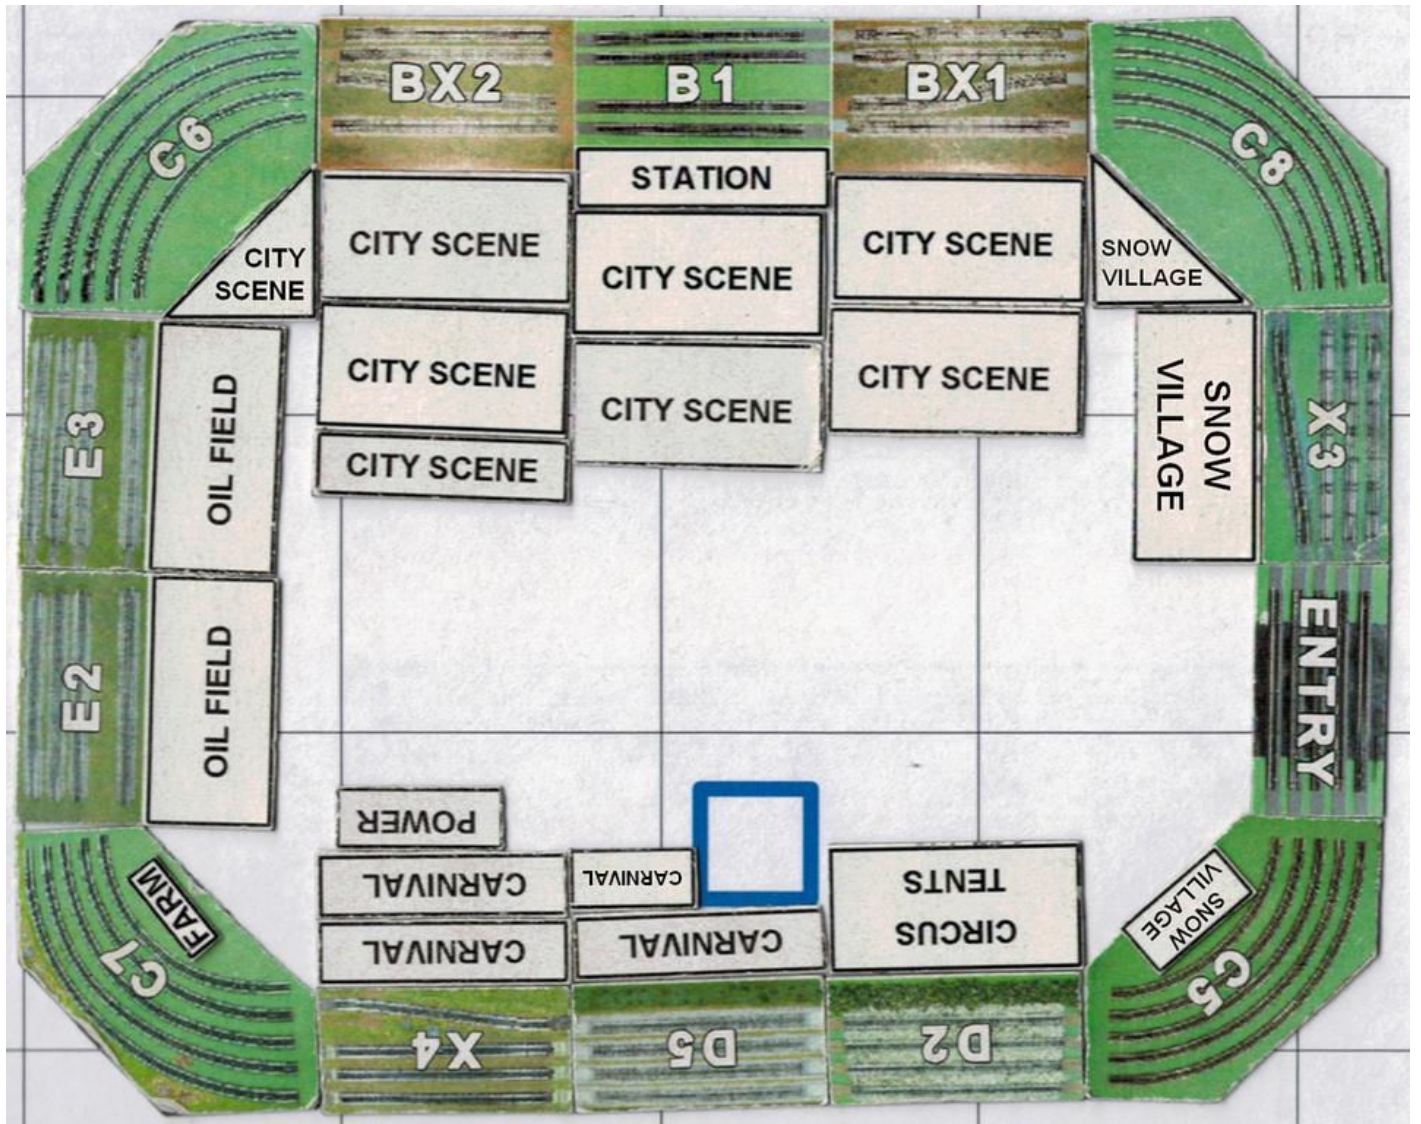 BX2
B1
BX1
C6
C8
STATION
CITY SCENE
CITY SCENE
CITY SCENE
CITY
SCENE
SNOW
VILLAGE
CITY SCENE
CITY SCENE
CITY SCENE
CITY SCENE
E3
OIL FIELD
SNOW
VILLAGE
X3
E2
OIL FIELD
ENTRY
POWER
CARNIVAL
CARNIVAL
CIRCUS
TENTS
SNOW
VILLAGE
FARM
C7
CARNIVAL
CARNIVAL
C5
X4
D5
D2